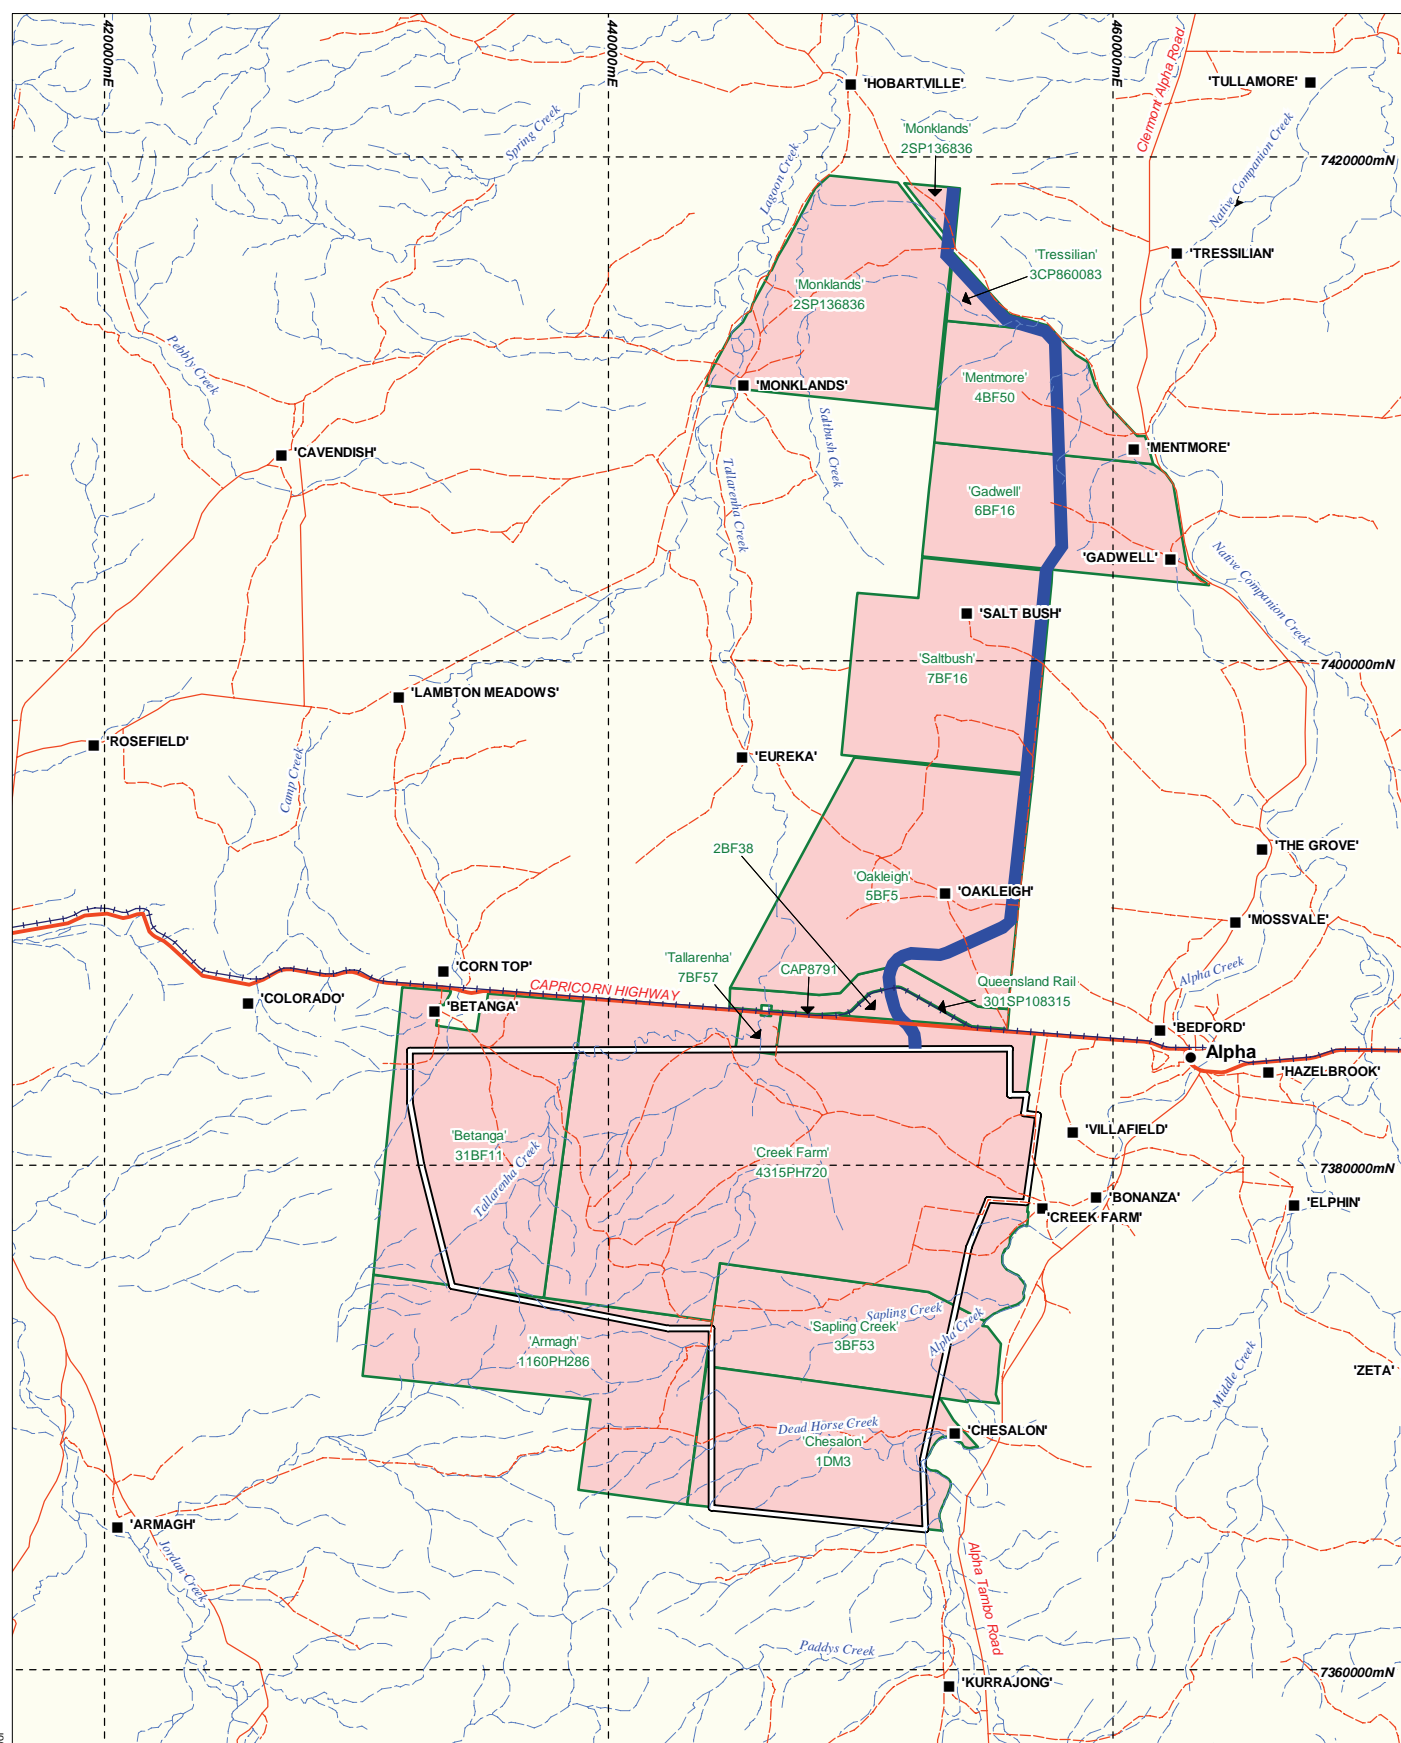 420000mE
440000mE
460000mE
Clermont Alpha Road
'HOBARTVILLE'
'TULLAMORE'
Spring Creek
Lagoon Creek
'Monklands'
2SP136836
Native Companion Creek
7420000mN
'Tressilian'
3CP860083
'TRESSILIAN'
'Monklands'
2SP136836
Pebbly Creek
'MONKLANDS'
'Mentmore'
4BF50
Saltbush Creek
'CAVENDISH'
'MENTMORE'
Tallarenha Creek
'Gadwell'
6BF16
'GADWELL'
Native Companion Creek
'SALT BUSH'
'Saltbush'
7BF16
7400000mN
'LAMBTON MEADOWS'
'ROSEFIELD'
Camp Creek
'EUREKA'
2BF38
'THE GROVE'
'Oakleigh'
5BF5
'OAKLEIGH'
'MOSSVALE'
'Tallarenha'
7BF57
CAP8791
'CORN TOP'
Alpha Creek
Queensland Rail
301SP108315
CAPRICORN HIGHWAY
'COLORADO'
'BETANGA'
'BEDFORD'
Alpha
'HAZELBROOK'
'VILLAFIELD'
'Betanga'
31BF11
Tallarenha Creek
'Creek Farm'
4315PH720
7380000mN
'BONANZA'
'ELPHIN'
'CREEK FARM'
Sapling Creek
'Sapling Creek'
3BF53
Alpha Creek
'Armagh'
1160PH286
Middle Creek
'ZETA'
Dead Horse Creek
'Chesalon'
1DM3
'CHESALON'
'ARMAGH'
Jordan Creek
Alpha Tambo Road
Paddys Creek
7360000mN
'KURRAJONG'